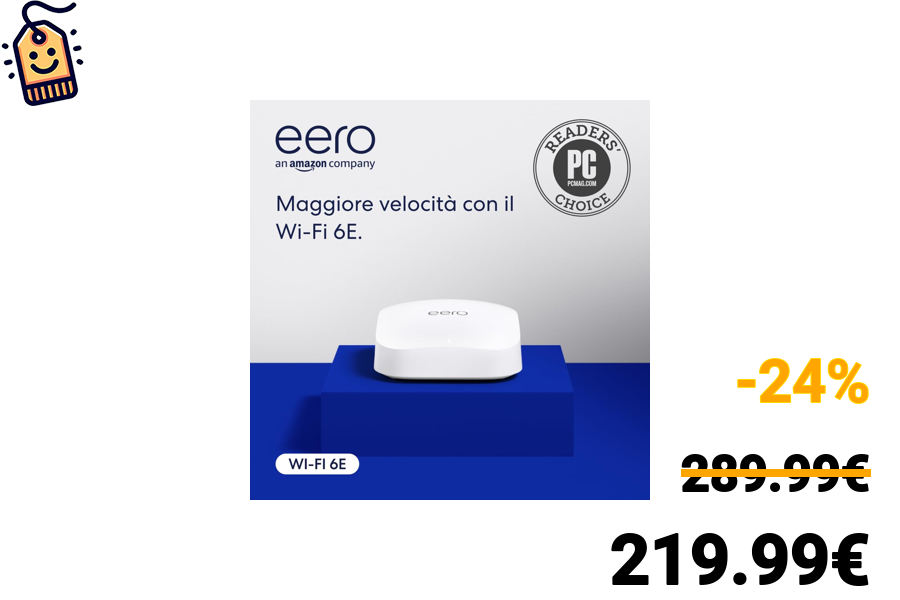 eero
an amazon company
Maggiore velocità con il
Wi-Fi 6E.
READERS'
PC
PCMAG.COM
CHOICE
eero
WI-FI 6E
-24%
289.99€
219.99€